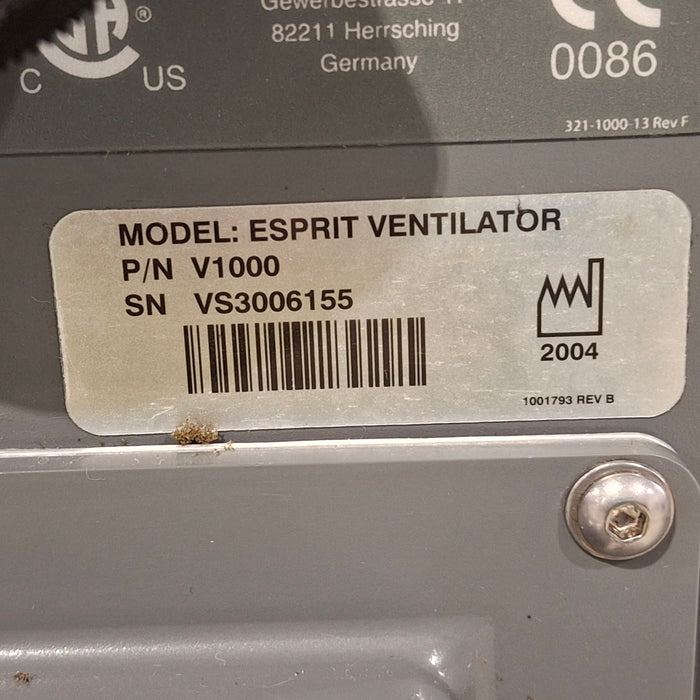 C US ®
82211 Herrsching
Germany
0086
321-1000-13 Rev F
MODEL: ESPRIT VENTILATOR
P/N V1000
SN VS3006155
2004
1001793 REV B